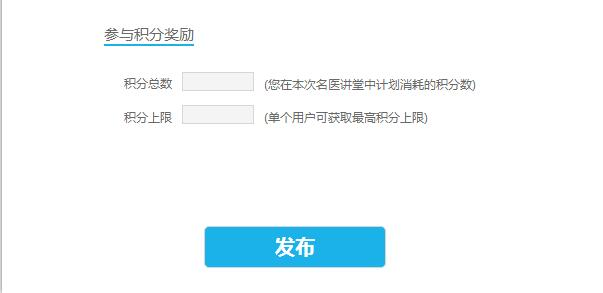 参与积分奖励
积分总数 (您在本次名医讲堂中计划消耗的积分数)
积分上限 (单个用户可获取最高积分上限)
发布